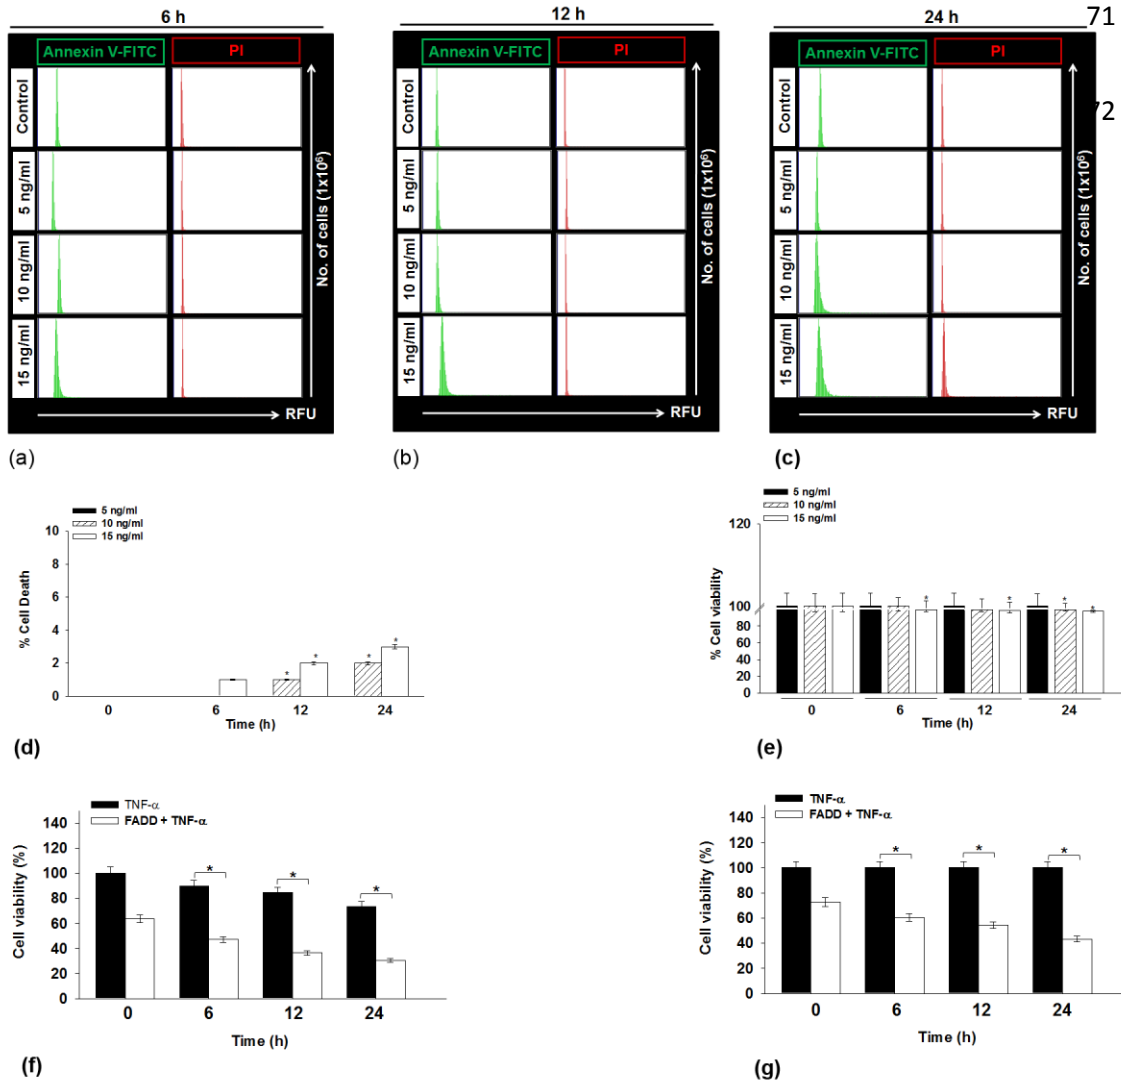 6 h
12 h
24 h
71
Annexin V-FITC
PI
Annexin V-FITC
PI
Annexin V-FITC
PI
72
Control
5 ng/ml
10 ng/ml
15 ng/ml
No. of cells (1x10⁶)
RFU
Control
5 ng/ml
10 ng/ml
15 ng/ml
No. of cells (1x10⁶)
RFU
Control
5 ng/ml
10 ng/ml
15 ng/ml
No. of cells (1x10⁶)
RFU
(a)
(b)
(c)
5 ng/ml
10 ng/ml
15 ng/ml
% Cell Death
10
8
6
4
2
0
* * * *
0 6 12 24
Time (h)
(d)
5 ng/ml
10 ng/ml
15 ng/ml
% Cell viability
120
100
80
60
40
20
0
* * * *
0 6 12 24
Time (h)
(e)
TNF-α
FADD + TNF-α
Cell viability (%)
140
120
100
80
60
40
20
0
* * *
0 6 12 24
Time (h)
(f)
TNF-α
FADD + TNF-α
Cell viability (%)
140
120
100
80
60
40
20
0
* * *
0 6 12 24
Time (h)
(g)